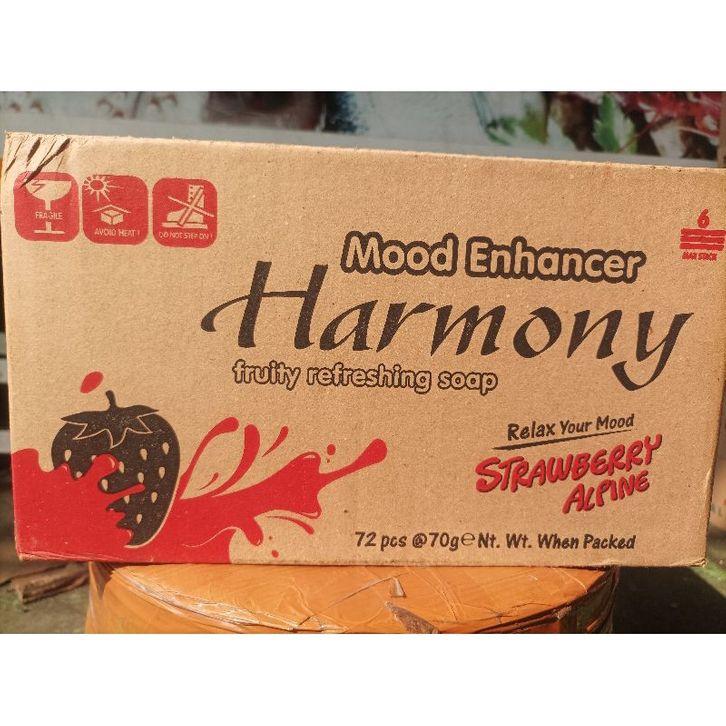 FRAGILE
AVOID HEAT!
DO NOT STEP ON!
6
MAX STACK
Mood Enhancer
Harmony
fruity refreshing soap
Relax Your Mood
STRAWBERRY
ALPINE
72 pcs @70g℮ Nt. Wt. When Packed